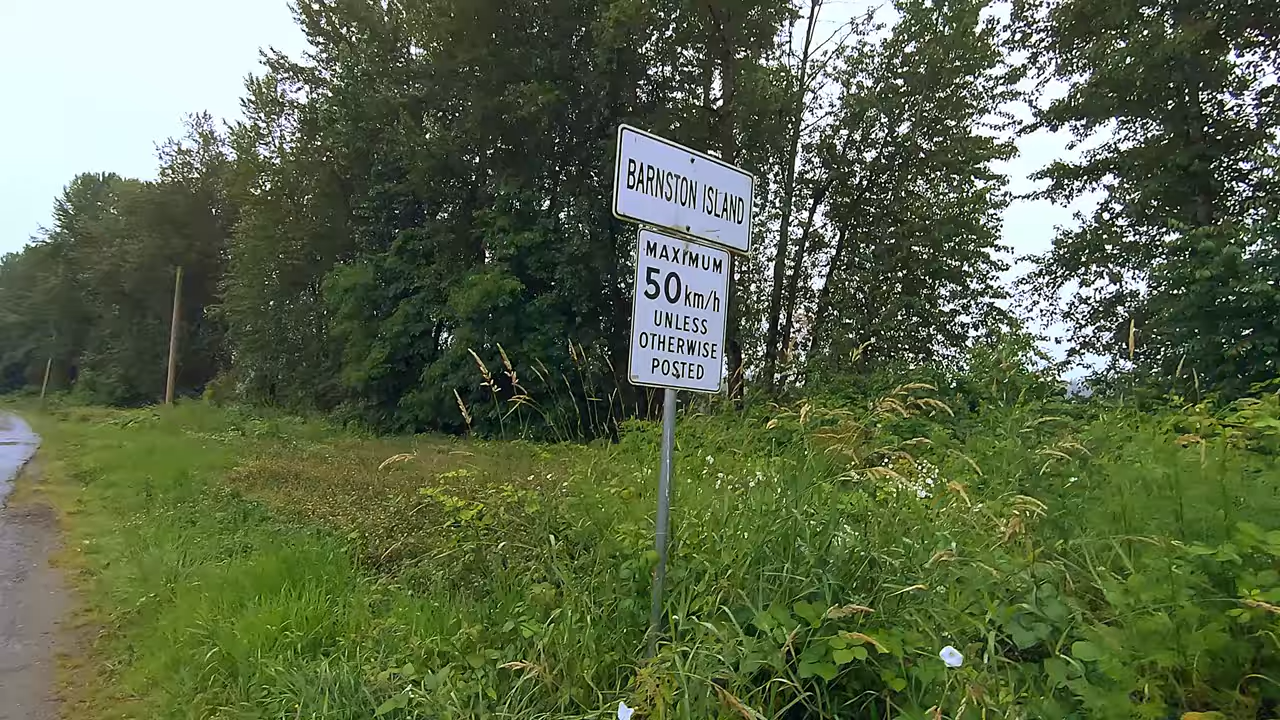 BARNSTON ISLAND
MAXIMUM
50 km/h
UNLESS
OTHERWISE
POSTED